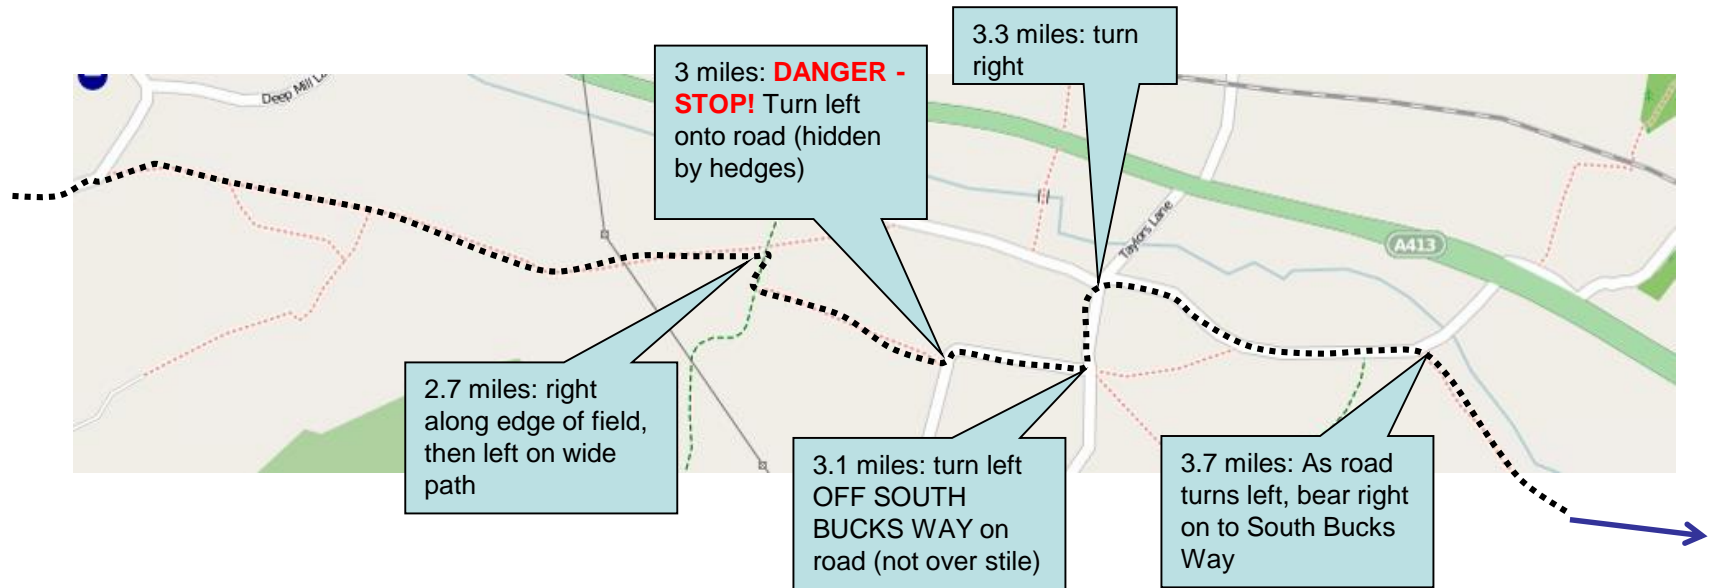 3.3 miles: turn
right
3 miles: DANGER -
STOP! Turn left
onto road (hidden
by hedges)
Deep Mill La
Taylors Lane
A413
2.7 miles: right
along edge of field,
then left on wide
path
3.1 miles: turn left
OFF SOUTH
BUCKS WAY on
road (not over stile)
3.7 miles: As road
turns left, bear right
on to South Bucks
Way